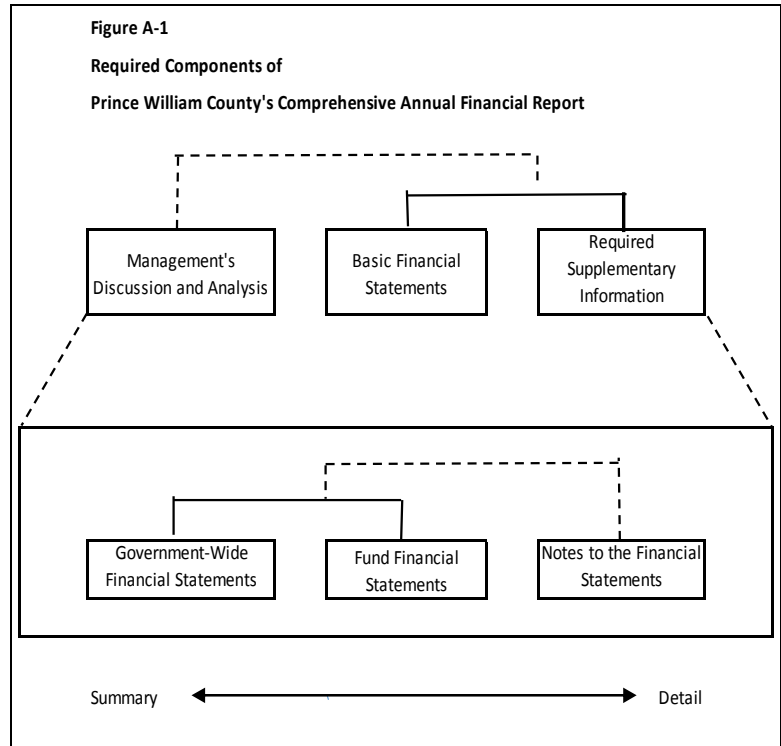 Figure A-1
Required Components of
Prince William County's Comprehensive Annual Financial Report
Management's
Discussion and Analysis
Basic Financial
Statements
Required
Supplementary
Information
Government-Wide
Financial Statements
Fund Financial
Statements
Notes to the Financial
Statements
Summary
Detail